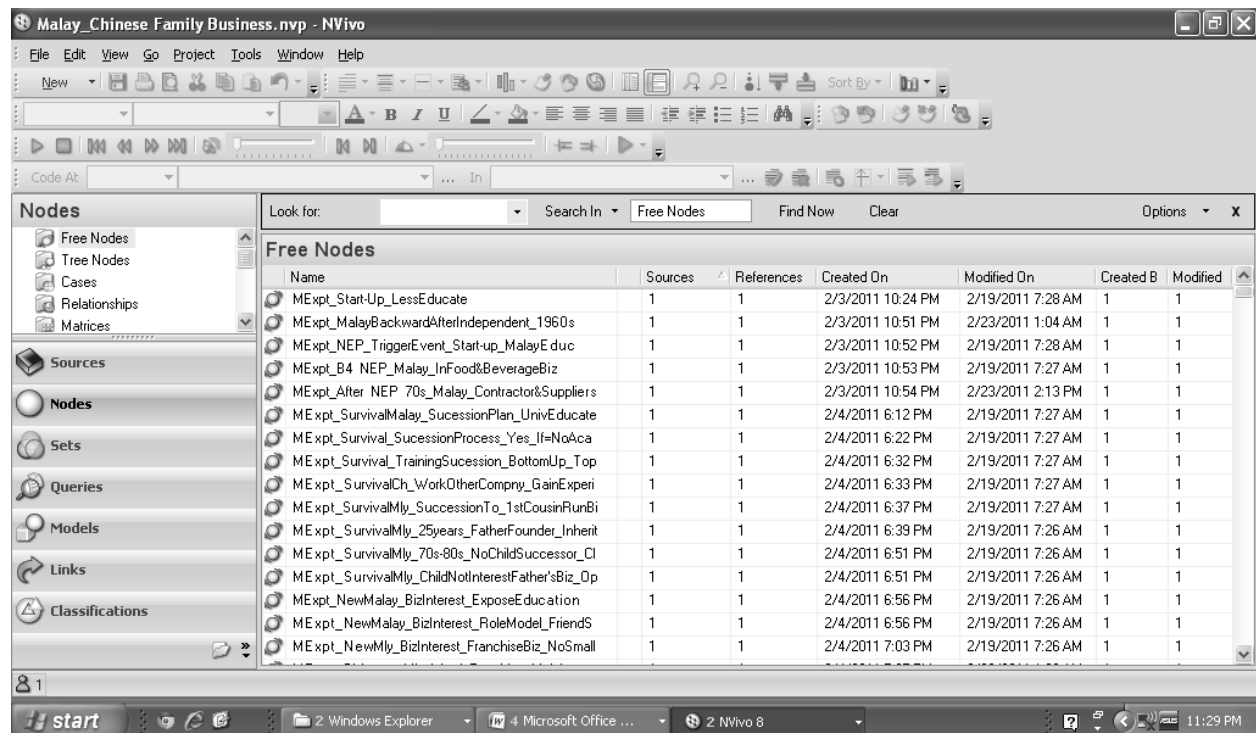 Malay_Chinese Family Business.nvp - NVivo
File Edit View Go Project Tools Window Help
New Sort By
A B I U
Code At ... In ...
Nodes
Free Nodes
Tree Nodes
Cases
Relationships
Matrices
Sources
Nodes
Sets
Queries
Models
Links
Classifications
Look for: Search In Free Nodes Find Now Clear Options x
Free Nodes
Name Sources References Created On Modified On Created B Modified
MExpt_Start-Up_LessEducate 1 1 2/3/2011 10:24 PM 2/19/2011 7:28 AM 1 1
MExpt_MalayBackwardAfterIndependent_1960s 1 1 2/3/2011 10:51 PM 2/23/2011 1:04 AM 1 1
MExpt_NEP_TriggerEvent_Start-up_MalayEduc 1 1 2/3/2011 10:52 PM 2/19/2011 7:28 AM 1 1
MExpt_B4 NEP_Malay_InFood&BeverageBiz 1 1 2/3/2011 10:53 PM 2/19/2011 7:27 AM 1 1
MExpt_After NEP 70s_Malay_Contractor&Suppliers 1 1 2/3/2011 10:54 PM 2/23/2011 2:13 PM 1 1
MExpt_SurvivalMalay_SucessionPlan_UnivEducate 1 1 2/4/2011 6:12 PM 2/19/2011 7:27 AM 1 1
MExpt_Survival_SucessionProcess_Yes_If=NoAca 1 1 2/4/2011 6:22 PM 2/19/2011 7:27 AM 1 1
MExpt_Survival_TrainingSucession_BottomUp_Top 1 1 2/4/2011 6:32 PM 2/19/2011 7:27 AM 1 1
MExpt_SurvivalCh_WorkOtherCompny_GainExperi 1 1 2/4/2011 6:33 PM 2/19/2011 7:27 AM 1 1
MExpt_SurvivalMly_SuccessionTo_1stCousinRunBi 1 1 2/4/2011 6:37 PM 2/19/2011 7:27 AM 1 1
MExpt_SurvivalMly_25years_FatherFounder_Inherit 1 1 2/4/2011 6:39 PM 2/19/2011 7:26 AM 1 1
MExpt_SurvivalMly_70s-80s_NoChildSuccessor_Cl 1 1 2/4/2011 6:51 PM 2/19/2011 7:26 AM 1 1
MExpt_SurvivalMly_ChildNotInterestFather'sBiz_Op 1 1 2/4/2011 6:51 PM 2/19/2011 7:26 AM 1 1
MExpt_NewMalay_BizInterest_ExposeEducation 1 1 2/4/2011 6:56 PM 2/19/2011 7:26 AM 1 1
MExpt_NewMalay_BizInterest_RoleModel_FriendS 1 1 2/4/2011 6:56 PM 2/19/2011 7:26 AM 1 1
MExpt_NewMly_BizInterest_FranchiseBiz_NoSmall 1 1 2/4/2011 7:03 PM 2/19/2011 7:26 AM 1 1
1
start 2 Windows Explorer 4 Microsoft Office ... 2 NVivo 8 11:29 PM